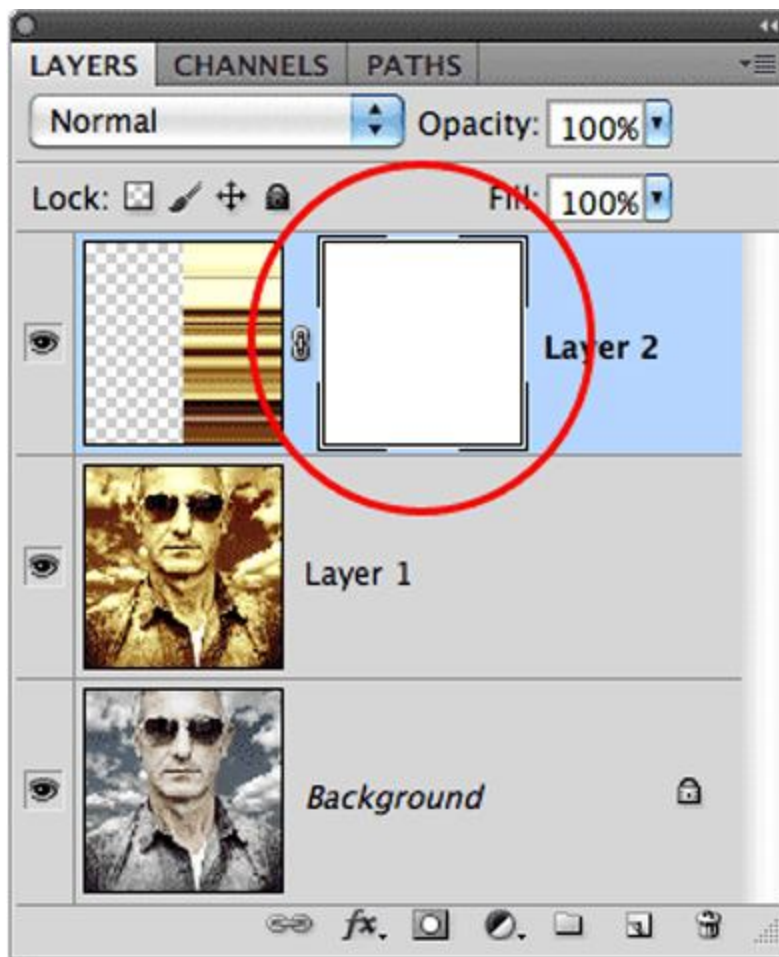 LAYERS CHANNELS PATHS
Normal Opacity: 100%
Lock: Fill: 100%
Layer 2
Layer 1
Background
fx.